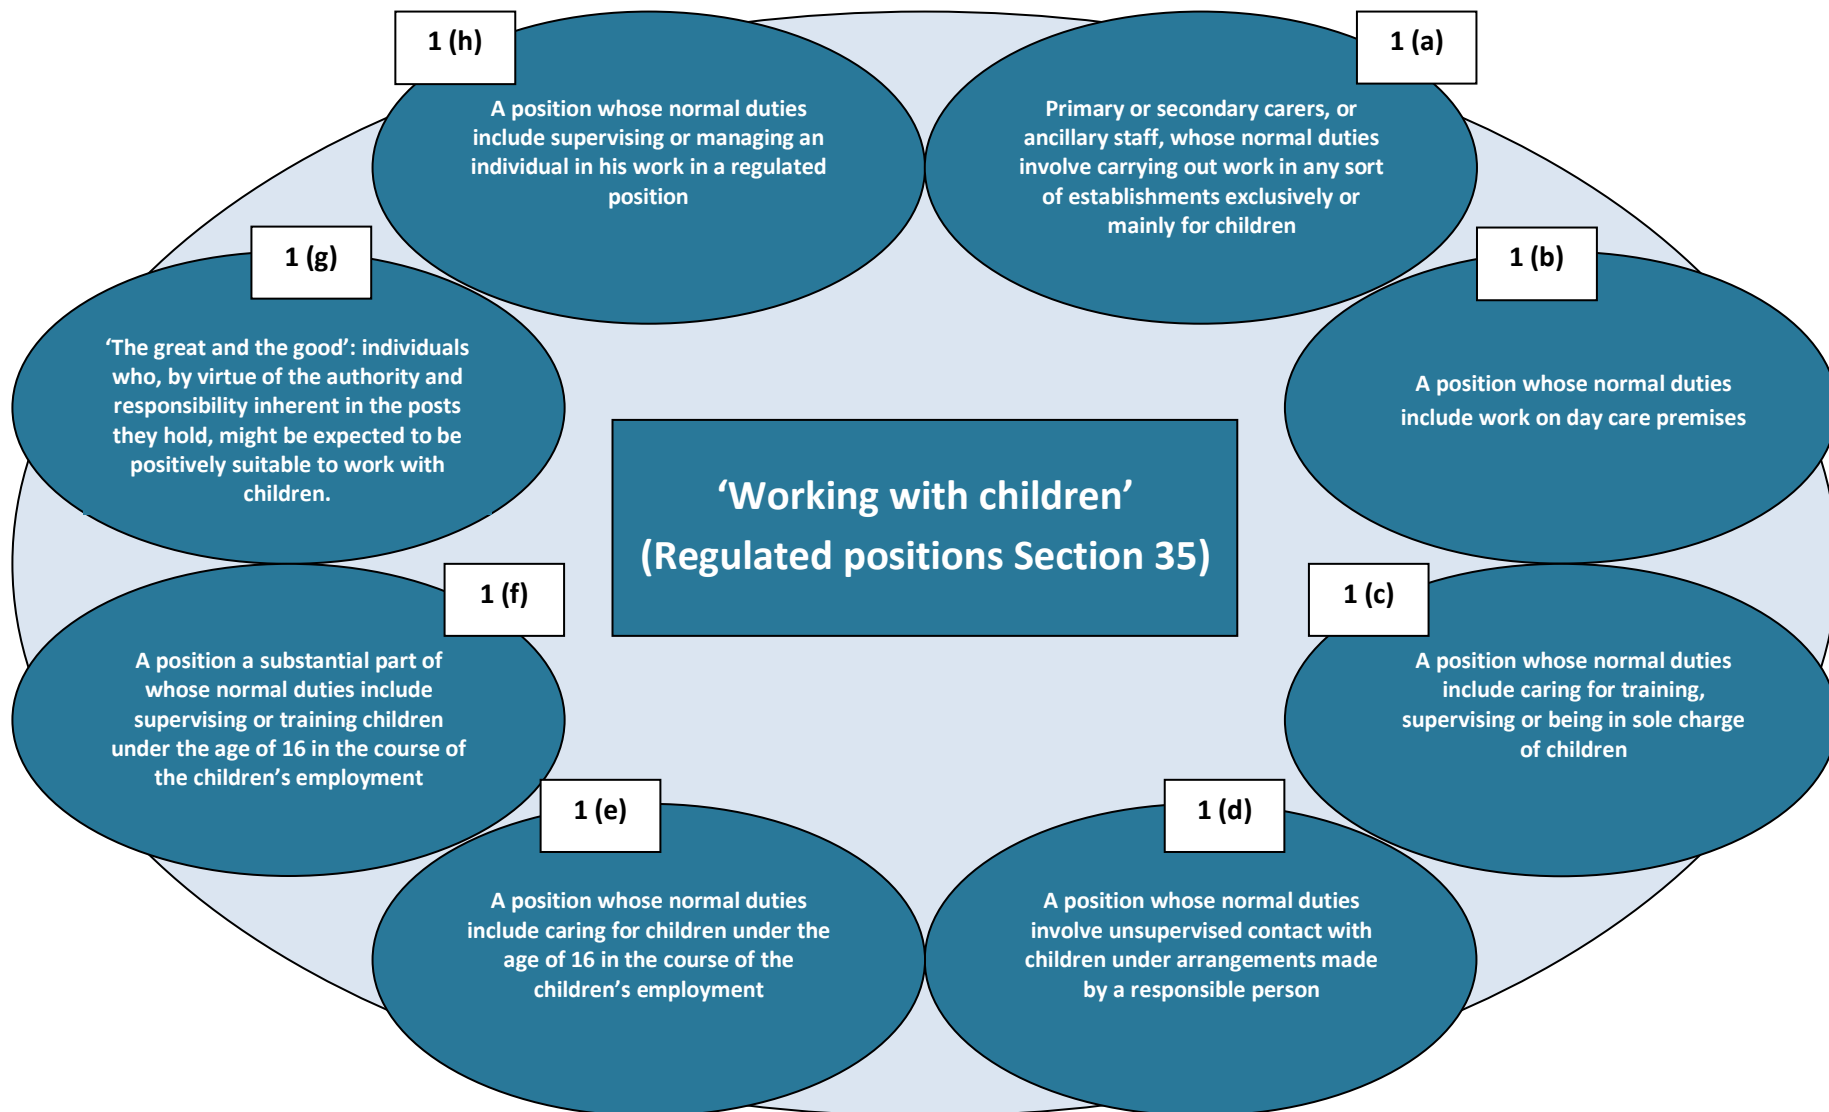 1 (h)
A position whose normal duties
include supervising or managing an
individual in his work in a regulated
position
1 (a)
Primary or secondary carers, or
ancillary staff, whose normal duties
involve carrying out work in any sort
of establishments exclusively or
mainly for children
1 (g)
‘The great and the good’: individuals
who, by virtue of the authority and
responsibility inherent in the posts
they hold, might be expected to be
positively suitable to work with
children.
1 (b)
A position whose normal duties
include work on day care premises
‘Working with children’
(Regulated positions Section 35)
1 (f)
A position a substantial part of
whose normal duties include
supervising or training children
under the age of 16 in the course of
the children’s employment
1 (c)
A position whose normal duties
include caring for training,
supervising or being in sole charge
of children
1 (e)
A position whose normal duties
include caring for children under the
age of 16 in the course of the
children’s employment
1 (d)
A position whose normal duties
involve unsupervised contact with
children under arrangements made
by a responsible person